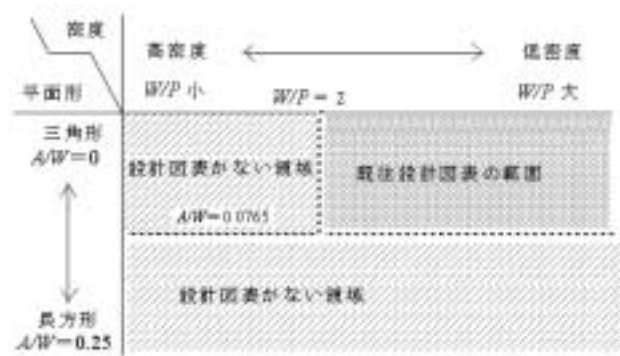 密度
高密度
低密度
W/P 小
W/P = 2
W/P 大
平面形
三角形
A/W=0
設計図表がない領域
既往設計図表の範囲
A/W=0.0765
設計図表がない領域
長方形
A/W=0.25